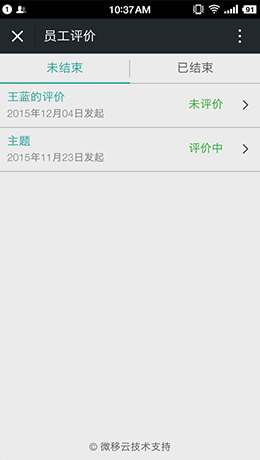 1 10:37AM 91
员工评价
未结束 已结束
王蓝的评价
2015年12月04日发起 未评价
主题
2015年11月23日发起 评价中
© 微移云技术支持